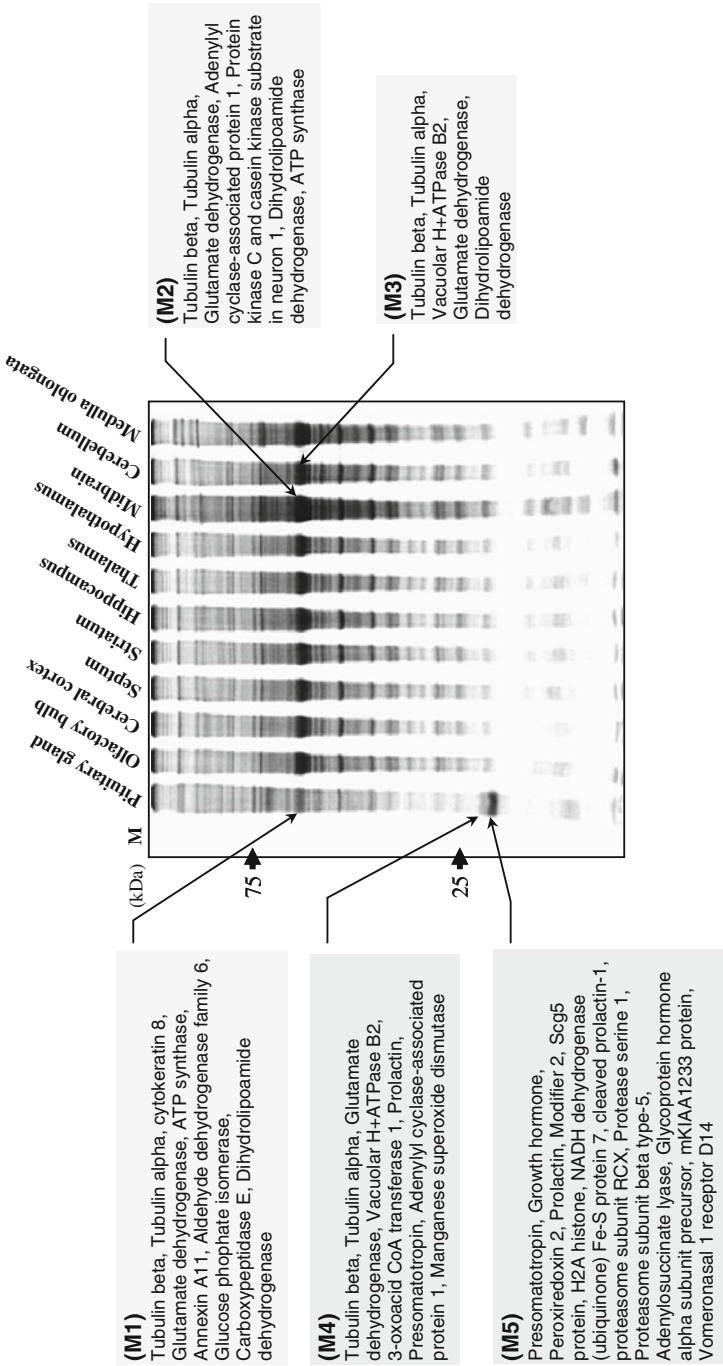 (M1)
Tubulin beta, Tubulin alpha, cytokeratin 8,
Glutamate dehydrogenase, ATP synthase,
Annexin A11, Aldehyde dehydrogenase family 6,
Glucose phophate isomerase,
Carboxypeptidase E, Dihydrolipoamide
dehydrogenase
(M4)
Tubulin beta, Tubulin alpha, Glutamate
dehydrogenase, Vacuolar H+ATPase B2,
3-oxoacid CoA transferase 1, Prolactin,
Presomatotropin, Adenylyl cyclase-associated
protein 1, Manganese superoxide dismutase
(M5)
Presomatotropin, Growth hormone,
Peroxiredoxin 2, Prolactin, Modifier 2, Scg5
protein, H2A histone, NADH dehydrogenase
(ubiquinone) Fe-S protein 7, cleaved prolactin-1,
proteasome subunit RCX, Protease serine 1,
Proteasome subunit beta type-5,
Adenylosuccinate lyase, Glycoprotein hormone
alpha subunit precursor, mKIAA1233 protein,
Vomeronasal 1 receptor D14
(kDa)
75
25
M
Pituitary gland
Olfactory bulb
Cerebral cortex
Septum
Striatum
Hippocampus
Thalamus
Hypothalamus
Midbrain
Cerebellum
Medulla oblongata
(M2)
Tubulin beta, Tubulin alpha,
Glutamate dehydrogenase, Adenylyl
cyclase-associated protein 1, Protein
kinase C and casein kinase substrate
in neuron 1, Dihydrolipoamide
dehydrogenase, ATP synthase
(M3)
Tubulin beta, Tubulin alpha,
Vacuolar H+ATPase B2,
Glutamate dehydrogenase,
Dihydrolipoamide
dehydrogenase